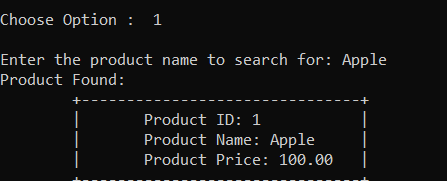 Choose Option :  1
Enter the product name to search for: Apple
Product Found:
+-------------------------------+
|       Product ID: 1           |
|       Product Name: Apple     |
|       Product Price: 100.00   |
+-------------------------------+